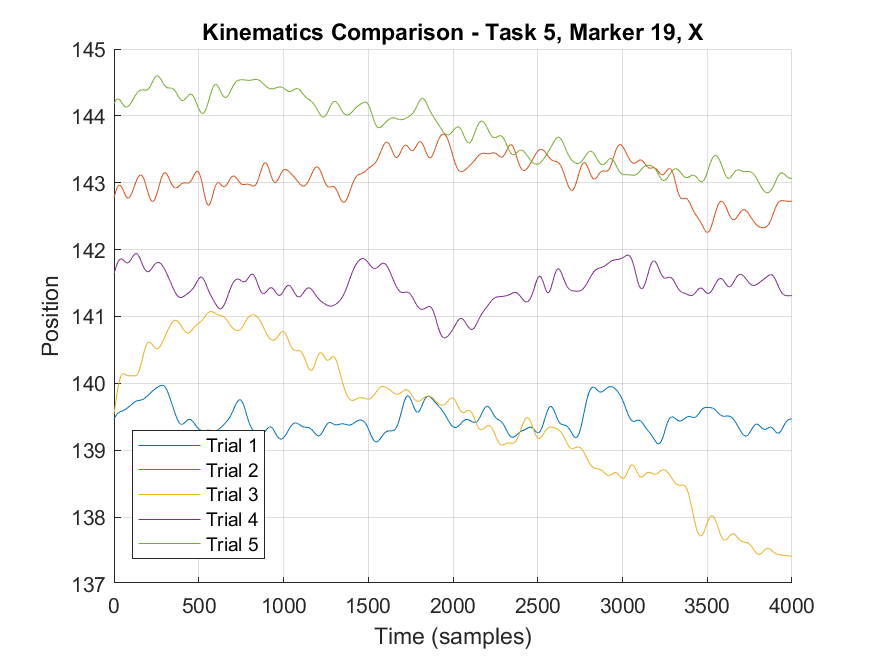 Kinematics Comparison - Task 5, Marker 19, X
145
144
143
142
141
140
139
138
137
Position
Trial 1
Trial 2
Trial 3
Trial 4
Trial 5
0 500 1000 1500 2000 2500 3000 3500 4000
Time (samples)